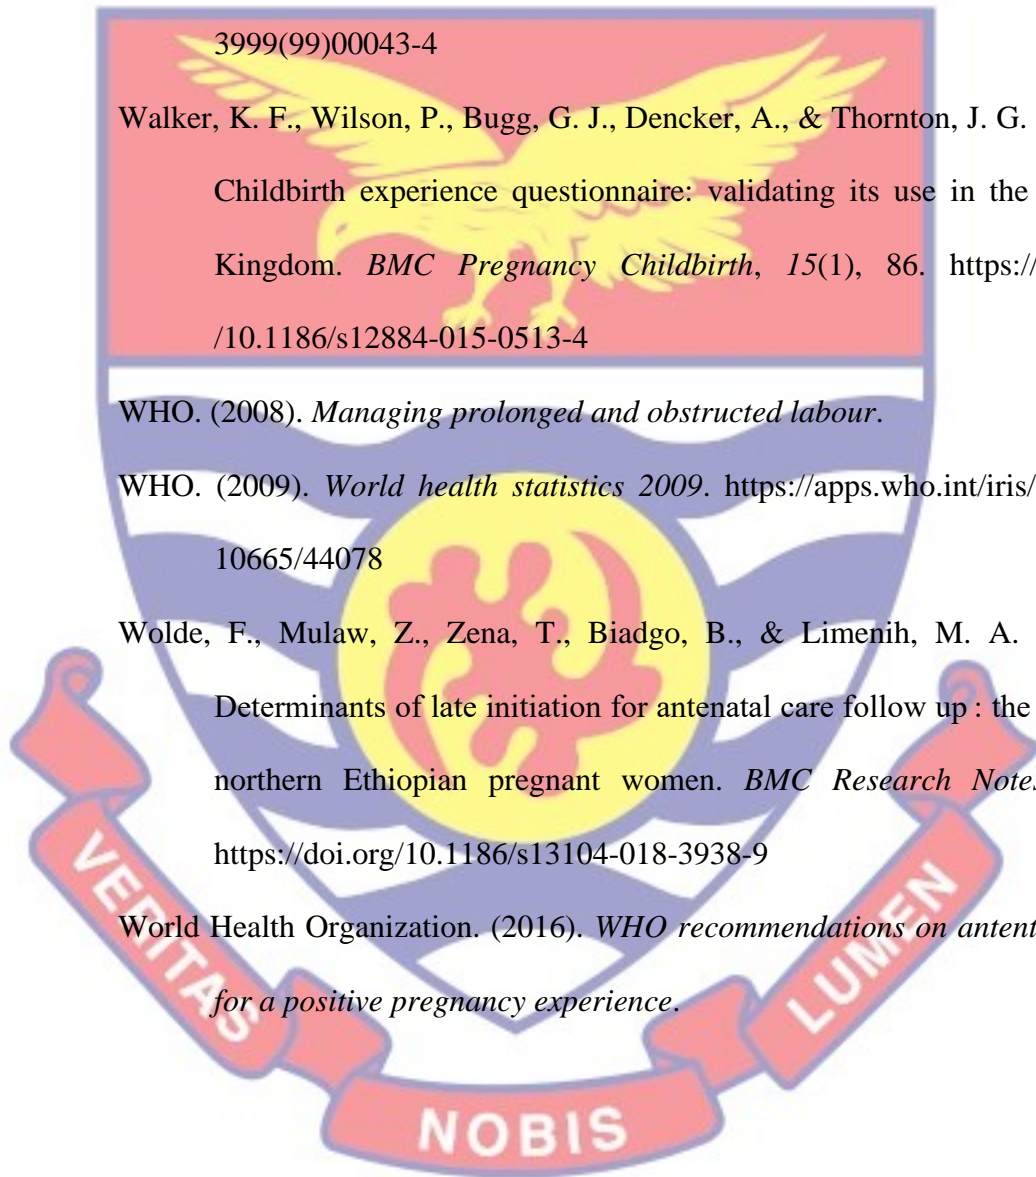 3999(99)00043-4
Walker, K. F., Wilson, P., Bugg, G. J., Dencker, A., & Thornton, J. G.
Childbirth experience questionnaire: validating its use in the
Kingdom. BMC Pregnancy Childbirth, 15(1), 86. https://
/10.1186/s12884-015-0513-4
WHO. (2008). Managing prolonged and obstructed labour.
WHO. (2009). World health statistics 2009. https://apps.who.int/iris/
10665/44078
Wolde, F., Mulaw, Z., Zena, T., Biadgo, B., & Limenih, M. A.
Determinants of late initiation for antenatal care follow up : the
northern Ethiopian pregnant women. BMC Research Notes
https://doi.org/10.1186/s13104-018-3938-9
World Health Organization. (2016). WHO recommendations on antent
for a positive pregnancy experience.
VERITAS
NOBIS
LUMEN